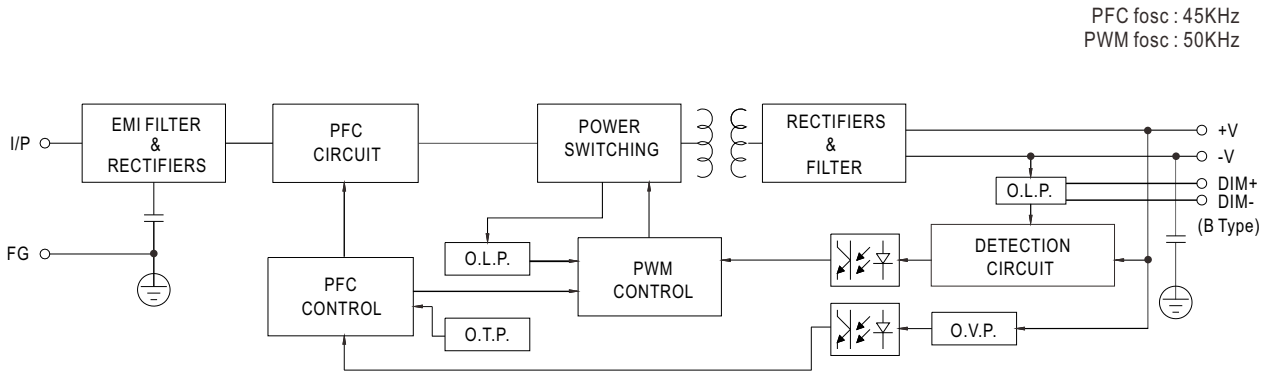 PFC fosc : 45KHz
PWM fosc : 50KHz
I/P
EMI FILTER
&
RECTIFIERS
PFC
CIRCUIT
POWER
SWITCHING
RECTIFIERS
&
FILTER
+V
-V
O.L.P.
DIM+
DIM-
(B Type)
FG
O.L.P.
PFC
CONTROL
PWM
CONTROL
DETECTION
CIRCUIT
O.T.P.
O.V.P.